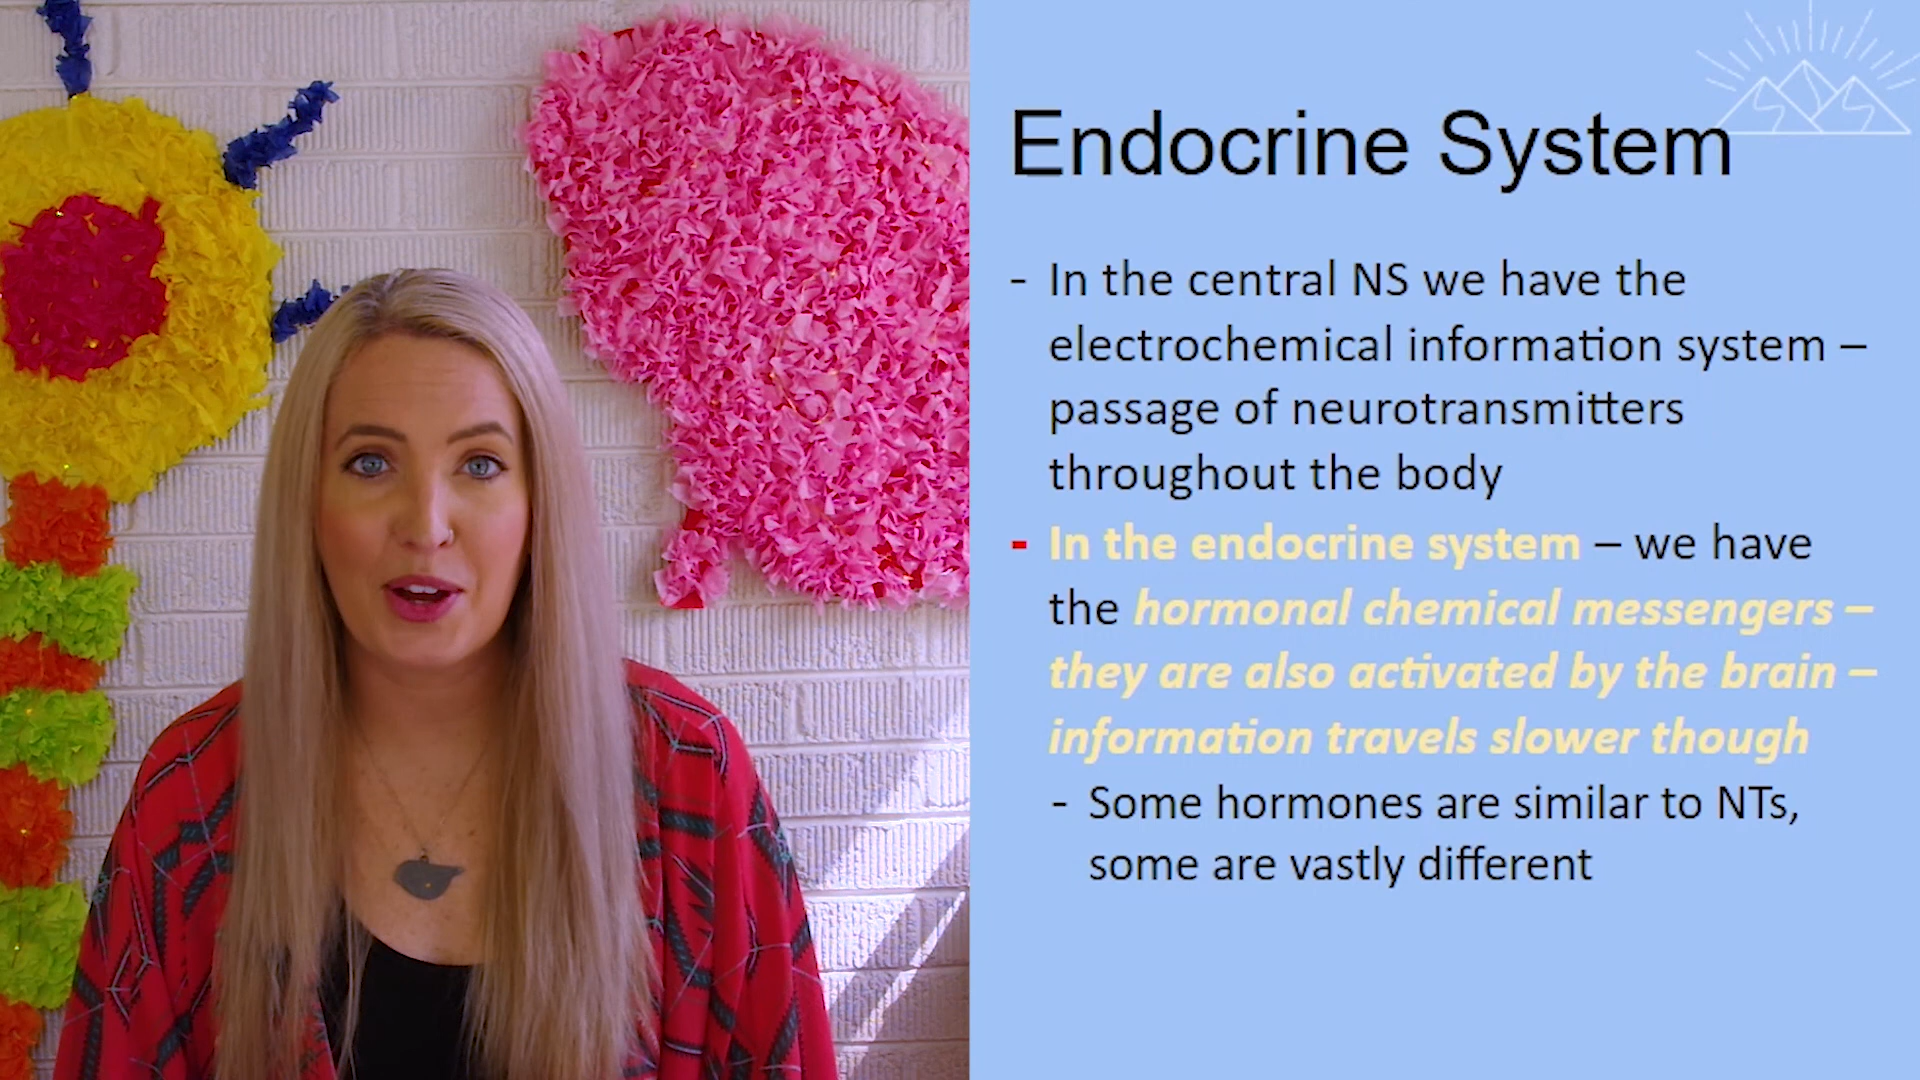 Endocrine System
- In the central NS we have the
electrochemical information system –
passage of neurotransmitters
throughout the body
- In the endocrine system – we have
the hormonal chemical messengers –
they are also activated by the brain –
information travels slower though
- Some hormones are similar to NTs,
some are vastly different